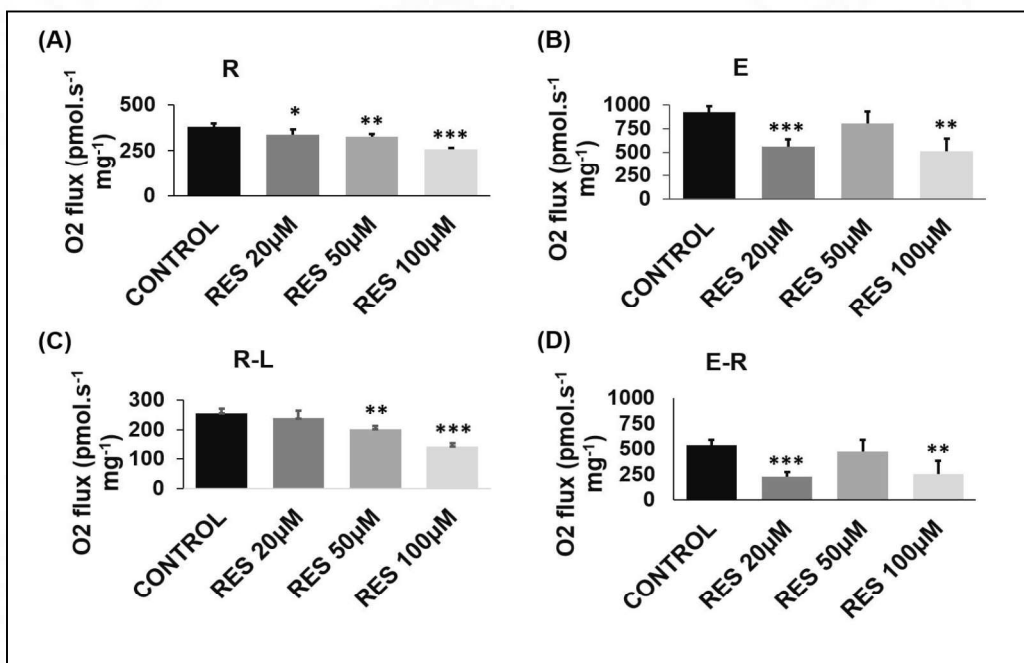 (A)
R
O2 flux (pmol.s⁻¹
mg⁻¹)
500
250
0
*
**
***
CONTROL
RES 20µM
RES 50µM
RES 100µM
(B)
E
O2 flux (pmol.s⁻¹
mg⁻¹)
1000
750
500
250
0
***
**
CONTROL
RES 20µM
RES 50µM
RES 100µM
(C)
R-L
O2 flux (pmol.s⁻¹
mg⁻¹)
300
200
100
0
**
***
CONTROL
RES 20µM
RES 50µM
RES 100µM
(D)
E-R
O2 flux (pmol.s⁻¹
mg⁻¹)
1000
750
500
250
0
***
**
CONTROL
RES 20µM
RES 50µM
RES 100µM